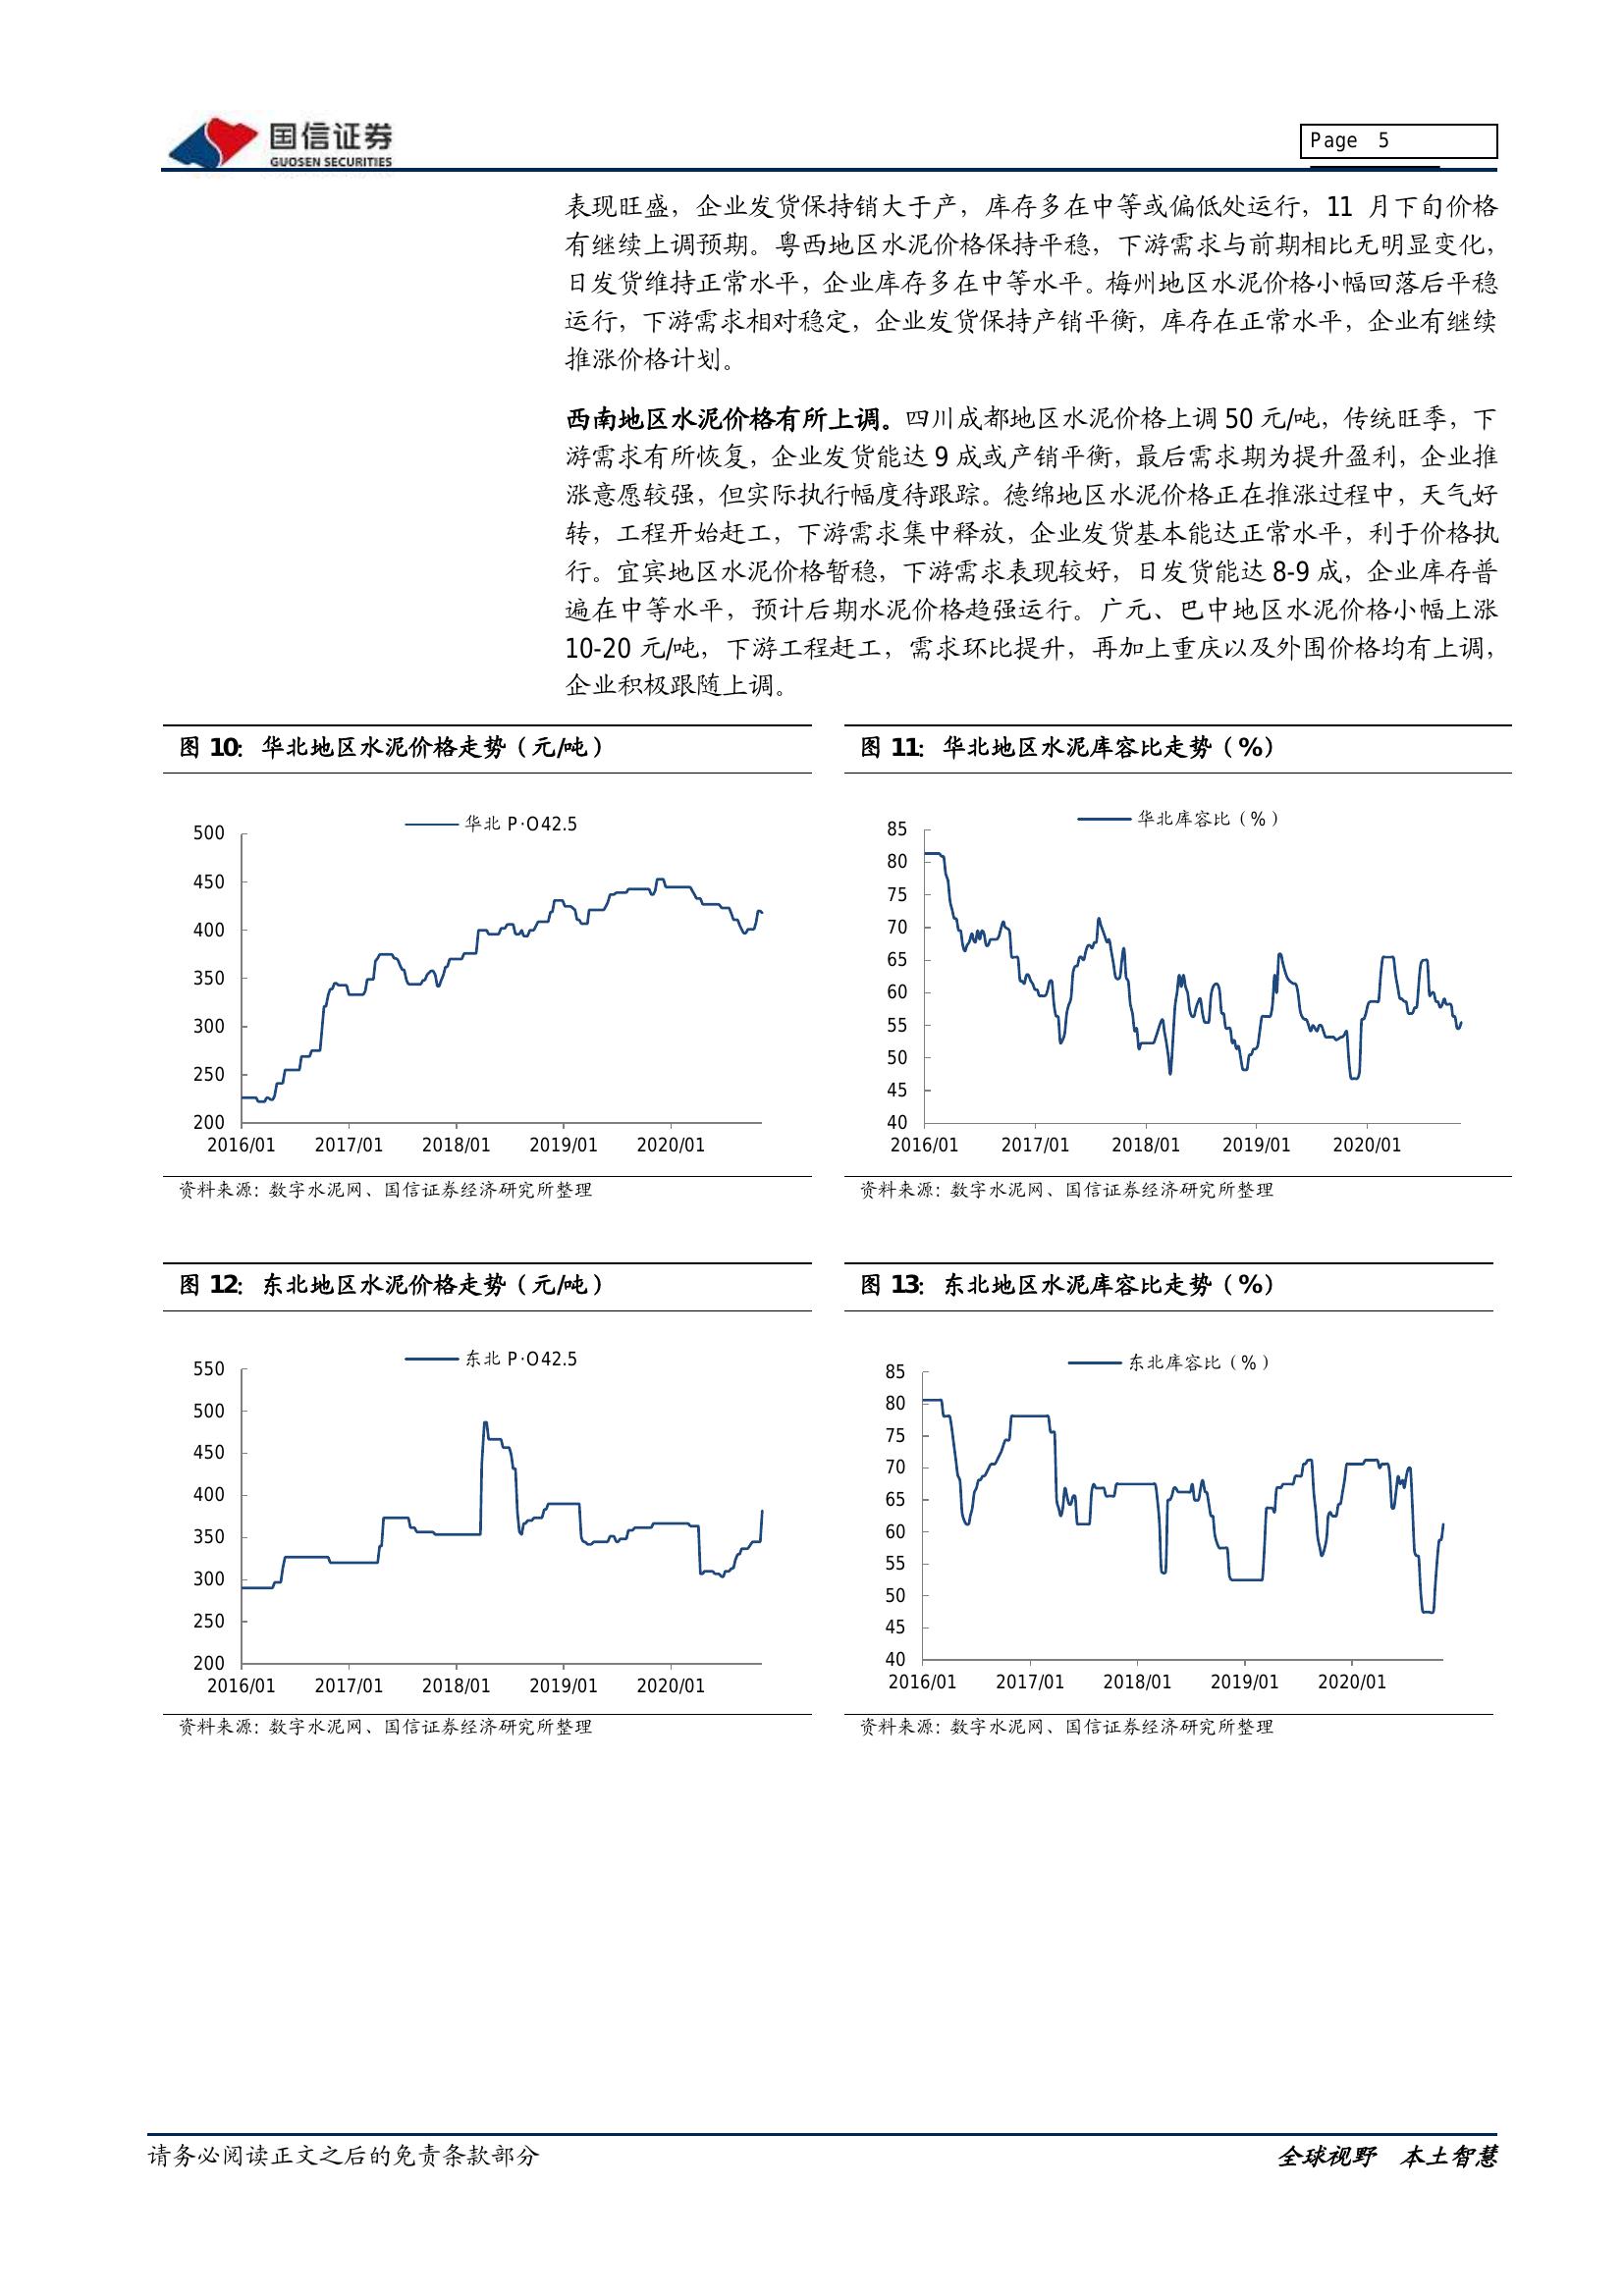 国信证券
GUOSEN SECURITIES
Page 5
表现旺盛，企业发货保持销大于产，库存多在中等或偏低处运行，11 月下旬价格
有继续上调预期。粤西地区水泥价格保持平稳，下游需求与前期相比无明显变化，
日发货维持正常水平，企业库存多在中等水平。梅州地区水泥价格小幅回落后平稳
运行，下游需求相对稳定，企业发货保持产销平衡，库存在正常水平，企业有继续
推涨价格计划。
西南地区水泥价格有所上调。四川成都地区水泥价格上调 50 元/吨，传统旺季，下
游需求有所恢复，企业发货能达 9 成或产销平衡，最后需求期为提升盈利，企业推
涨意愿较强，但实际执行幅度待跟踪。德绵地区水泥价格正在推涨过程中，天气好
转，工程开始赶工，下游需求集中释放，企业发货基本能达正常水平，利于价格执
行。宜宾地区水泥价格暂稳，下游需求表现较好，日发货能达 8-9 成，企业库存普
遍在中等水平，预计后期水泥价格趋强运行。广元、巴中地区水泥价格小幅上涨
10-20 元/吨，下游工程赶工，需求环比提升，再加上重庆以及外围价格均有上调，
企业积极跟随上调。
图 10：华北地区水泥价格走势（元/吨）
华北 P·O42.5
500
450
400
350
300
250
200
2016/01 2017/01 2018/01 2019/01 2020/01
资料来源：数字水泥网、国信证券经济研究所整理
图 11：华北地区水泥库容比走势（%）
华北库容比（%）
85
80
75
70
65
60
55
50
45
40
2016/01 2017/01 2018/01 2019/01 2020/01
资料来源：数字水泥网、国信证券经济研究所整理
图 12：东北地区水泥价格走势（元/吨）
东北 P·O42.5
550
500
450
400
350
300
250
200
2016/01 2017/01 2018/01 2019/01 2020/01
资料来源：数字水泥网、国信证券经济研究所整理
图 13：东北地区水泥库容比走势（%）
东北库容比（%）
85
80
75
70
65
60
55
50
45
40
2016/01 2017/01 2018/01 2019/01 2020/01
资料来源：数字水泥网、国信证券经济研究所整理
请务必阅读正文之后的免责条款部分
全球视野 本土智慧